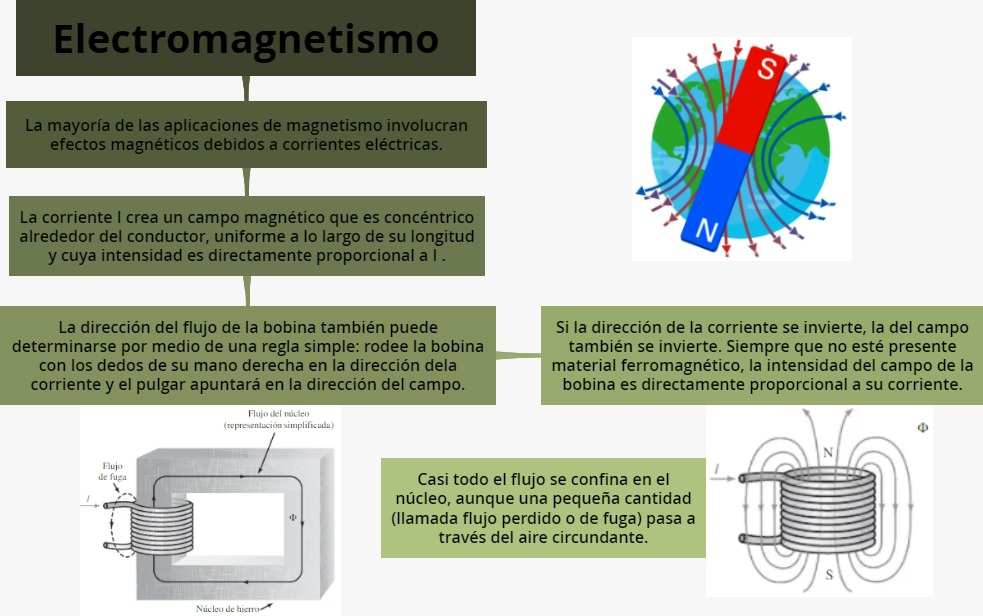 Electromagnetismo
La mayoría de las aplicaciones de magnetismo involucran
efectos magnéticos debidos a corrientes eléctricas.
La corriente I crea un campo magnético que es concéntrico
alrededor del conductor, uniforme a lo largo de su longitud
y cuya intensidad es directamente proporcional a I .
La dirección del flujo de la bobina también puede
determinarse por medio de una regla simple: rodee la bobina
con los dedos de su mano derecha en la dirección dela
corriente y el pulgar apuntará en la dirección del campo.
Si la dirección de la corriente se invierte, la del campo
también se invierte. Siempre que no esté presente
material ferromagnético, la intensidad del campo de la
bobina es directamente proporcional a su corriente.
Casi todo el flujo se confina en el
núcleo, aunque una pequeña cantidad
(llamada flujo perdido o de fuga) pasa a
través del aire circundante.
S
N
Flujo del núcleo
(representación simplificada)
Flujo
de fuga
I
Φ
Núcleo de hierro
Φ
N
I
S